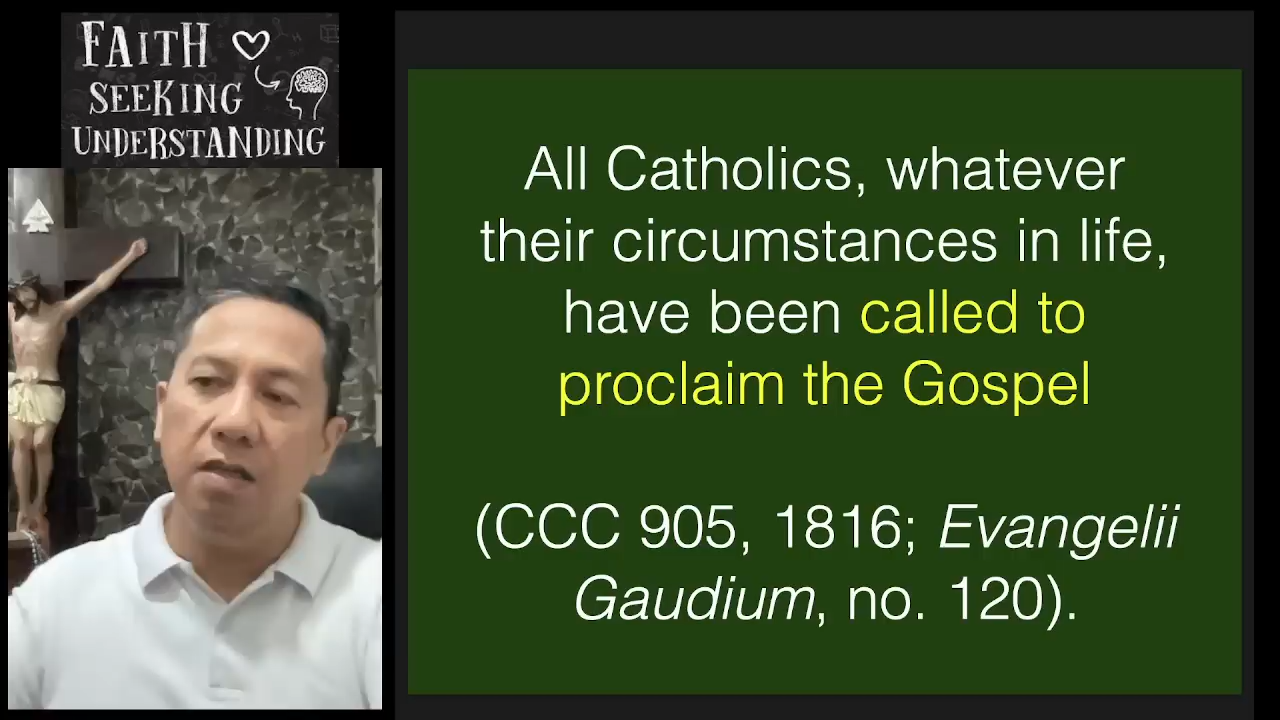 FAITH
SEEKING
UNDERSTANDING
All Catholics, whatever
their circumstances in life,
have been called to
proclaim the Gospel
(CCC 905, 1816; Evangelii
Gaudium, no. 120).